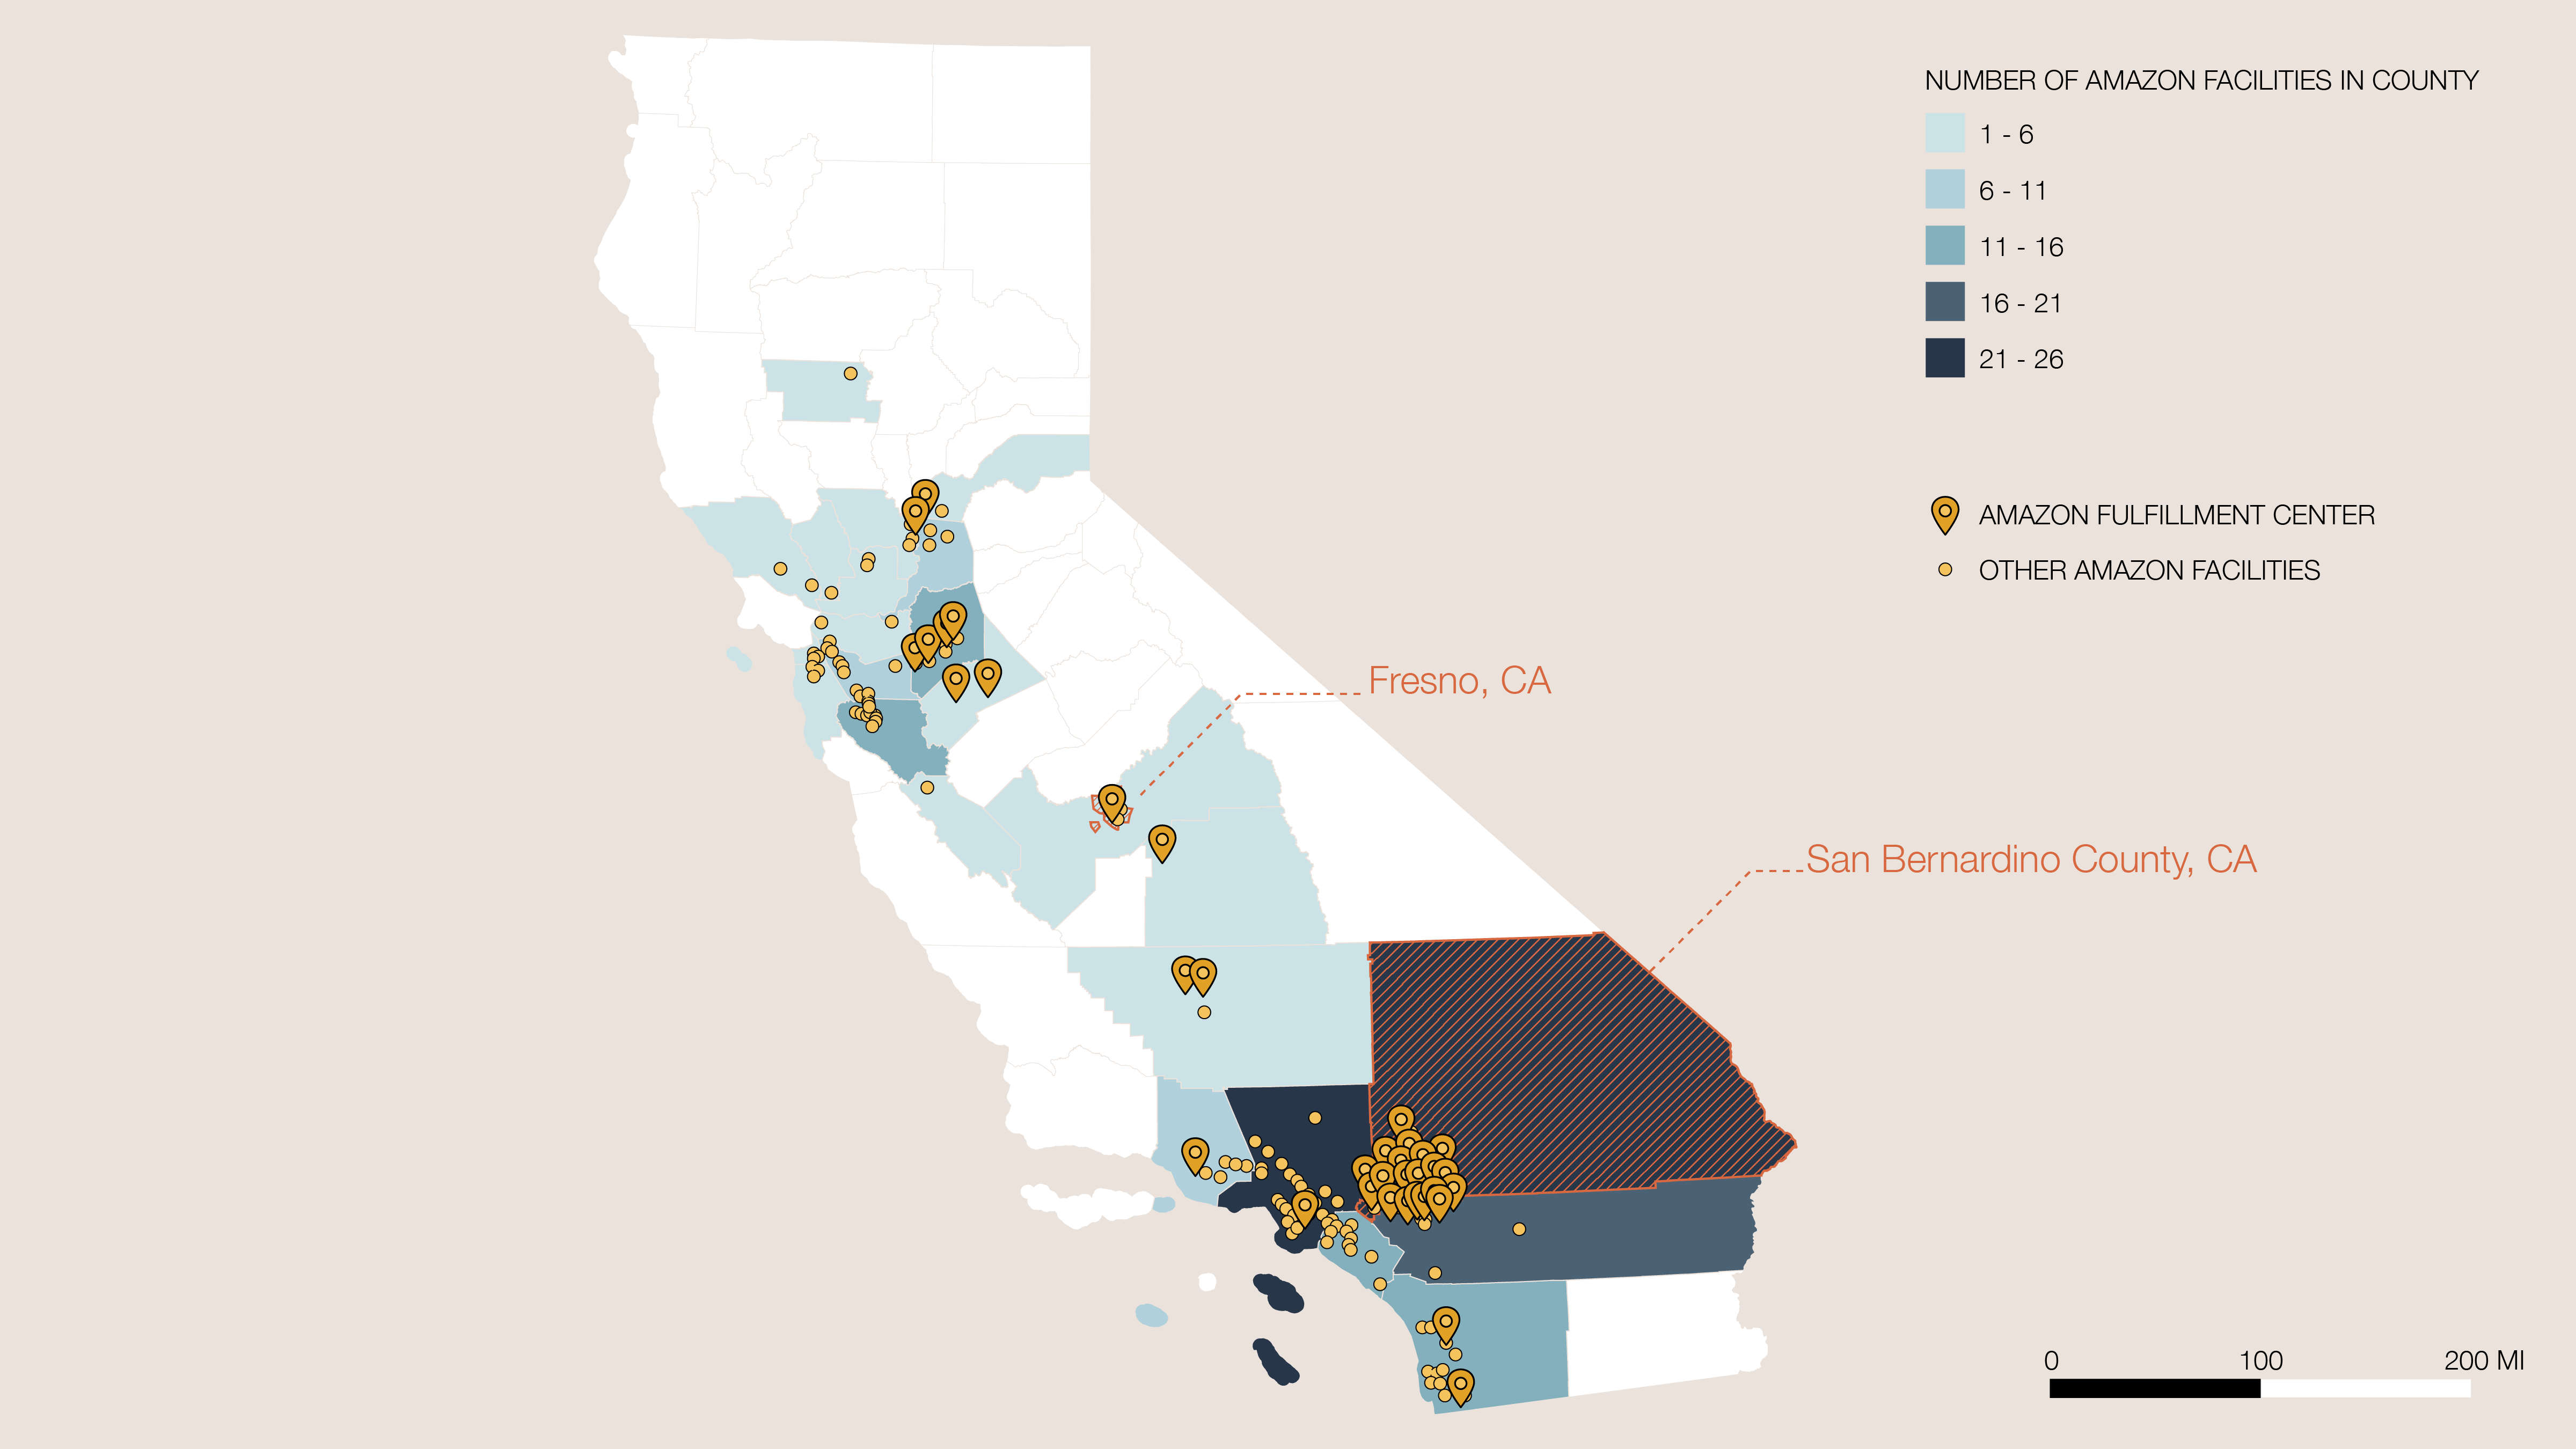 NUMBER OF AMAZON FACILITIES IN COUNTY
1 - 6
6 - 11
11 - 16
16 - 21
21 - 26
AMAZON FULFILLMENT CENTER
OTHER AMAZON FACILITIES
Fresno, CA
San Bernardino County, CA
0 100 200 MI